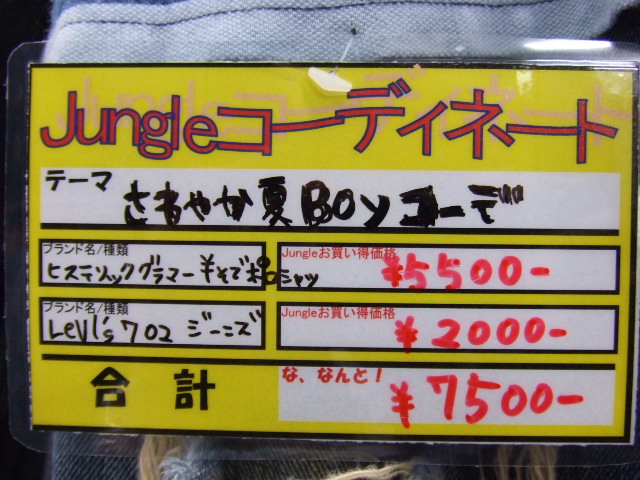 Jungleコーディネート
テーマ
さわやか夏Boyコーデ
ブランド名/種類
ヒステリックグラマー 半そでポロシャツ
Jungleお買い得価格
¥5500-
ブランド名/種類
Levi's702 ジーンズ
Jungleお買い得価格
¥2000-
合計
な、なんと!
¥7500-